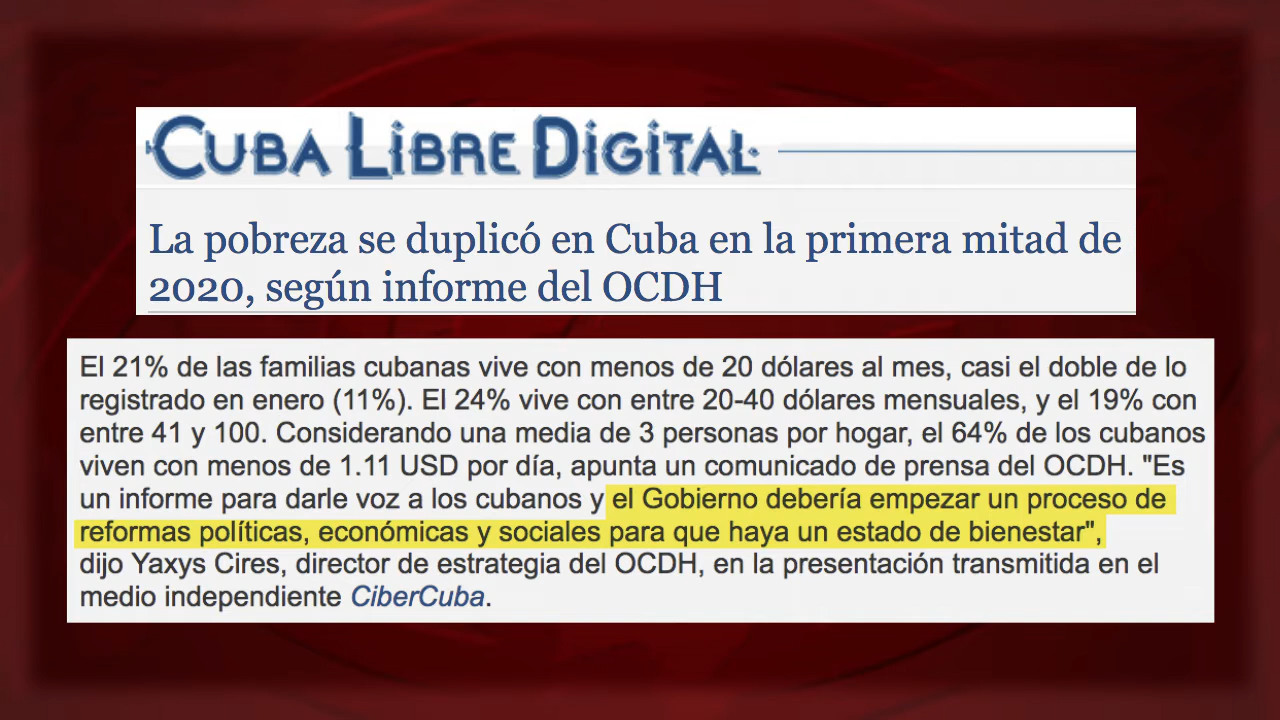 CUBA LIBRE DIGITAL
La pobreza se duplicó en Cuba en la primera mitad de
2020, según informe del OCDH
El 21% de las familias cubanas vive con menos de 20 dólares al mes, casi el doble de lo
registrado en enero (11%). El 24% vive con entre 20-40 dólares mensuales, y el 19% con
entre 41 y 100. Considerando una media de 3 personas por hogar, el 64% de los cubanos
viven con menos de 1.11 USD por día, apunta un comunicado de prensa del OCDH. "Es
un informe para darle voz a los cubanos y el Gobierno debería empezar un proceso de
reformas políticas, económicas y sociales para que haya un estado de bienestar",
dijo Yaxys Cires, director de estrategia del OCDH, en la presentación transmitida en el
medio independiente CiberCuba.